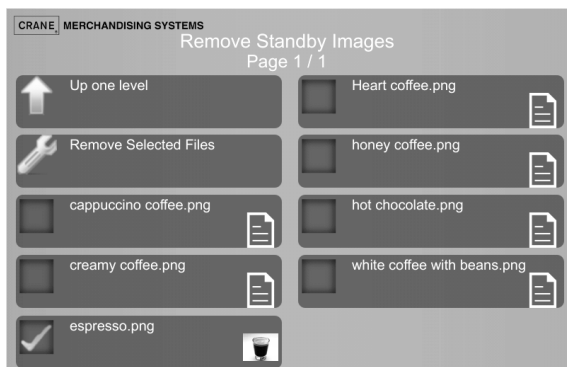 CRANE MERCHANDISING SYSTEMS
Remove Standby Images
Page 1 / 1
Up one level
Remove Selected Files
cappuccino coffee.png
creamy coffee.png
espresso.png
Heart coffee.png
honey coffee.png
hot chocolate.png
white coffee with beans.png